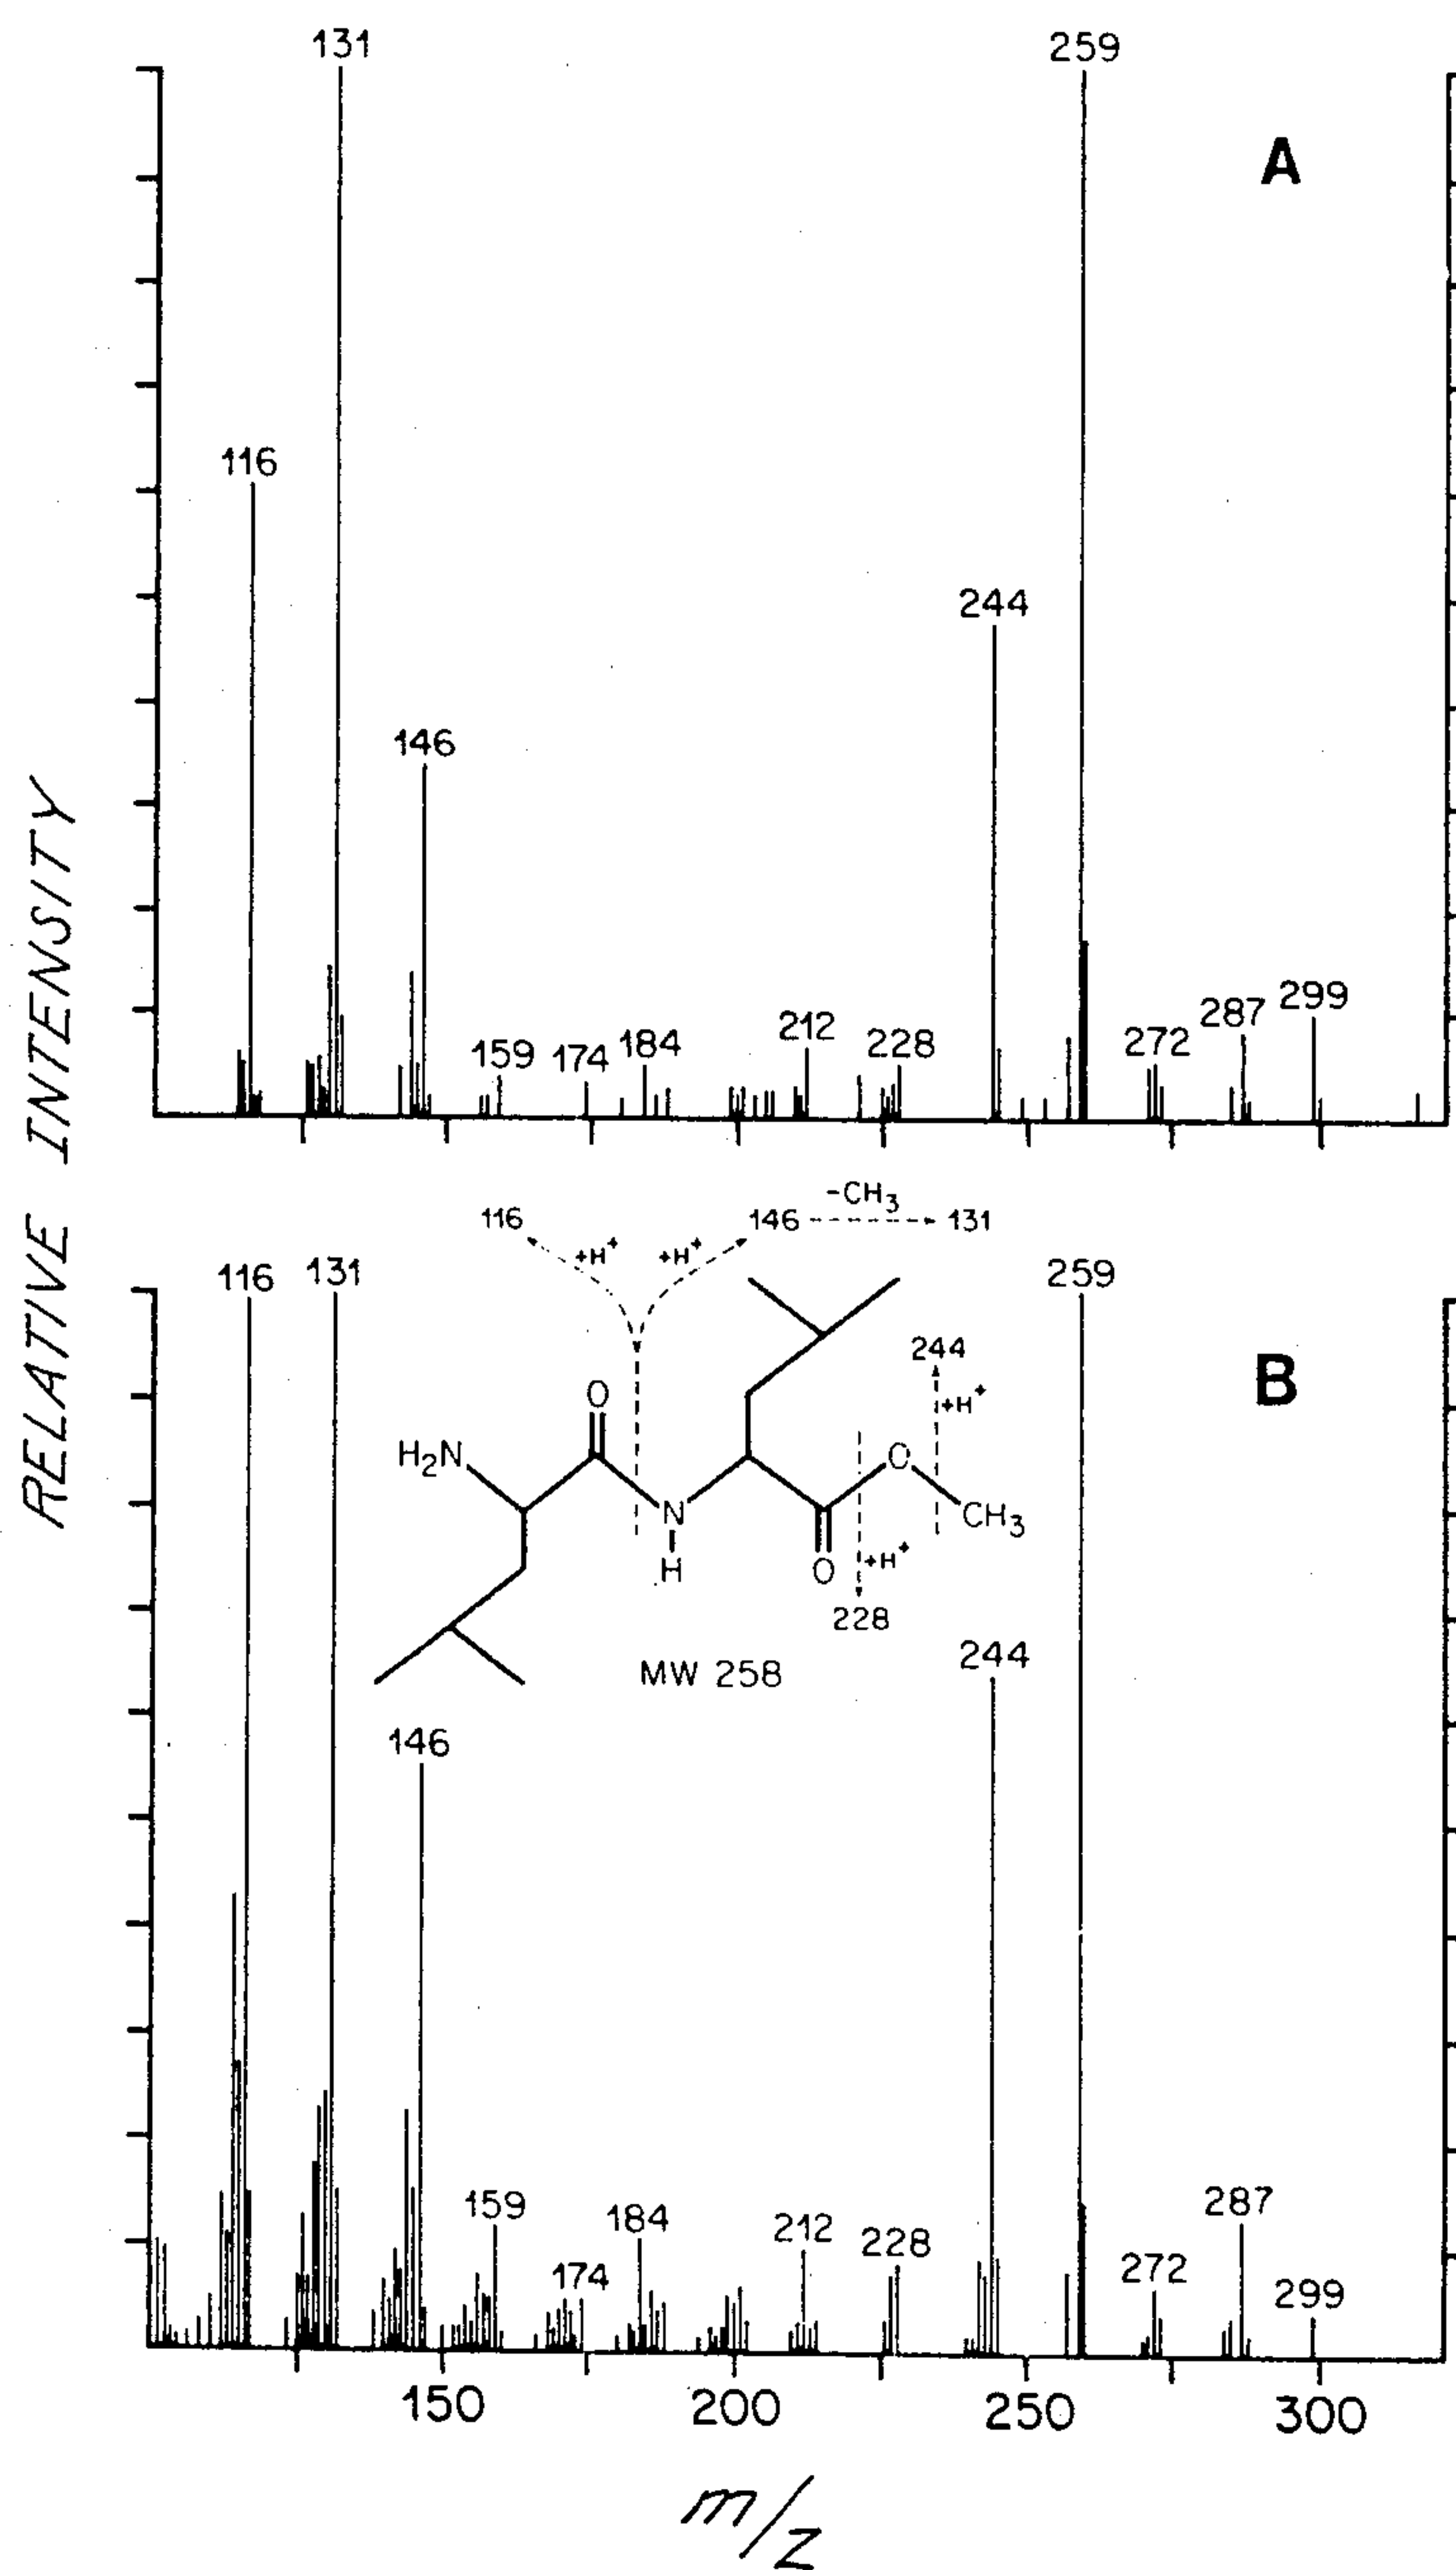 131
259
A
116
244
146
299
287
212
272
228
184
159
174
RELATIVE INTENSITY
-CH3
116
146
131
+H+
+H+
116
131
259
244
B
+H+
O
H2N
O
N
CH3
H
O
+H+
228
MW 258
244
146
159
184
212
228
287
174
272
299
150
200
250
300
m/z